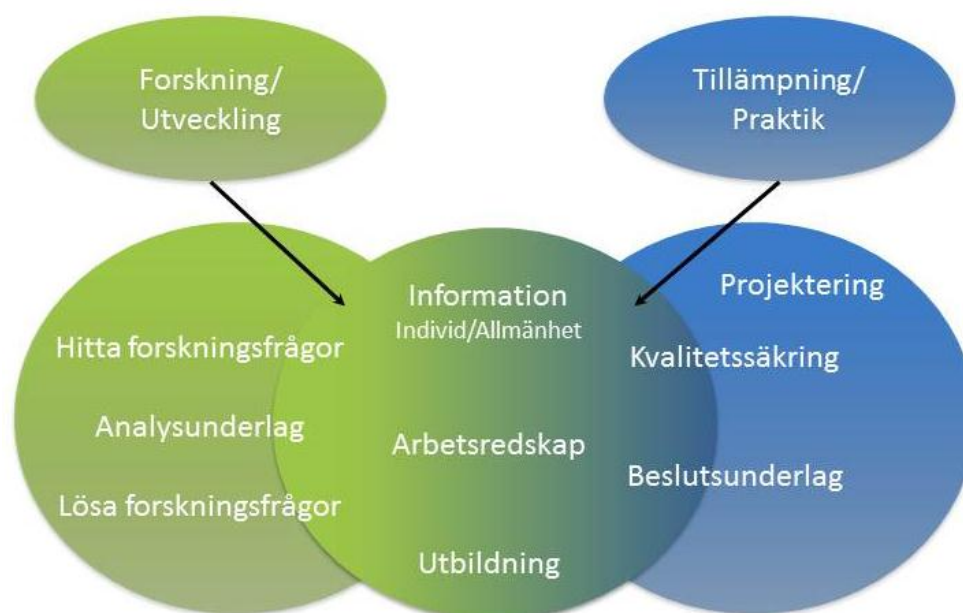 Forskning/
Utveckling
Tillämpning/
Praktik
Hitta forskningsfrågor
Analysunderlag
Lösa forskningsfrågor
Information
Individ/Allmänhet
Arbetsredskap
Utbildning
Projektering
Kvalitetssäkring
Beslutsunderlag